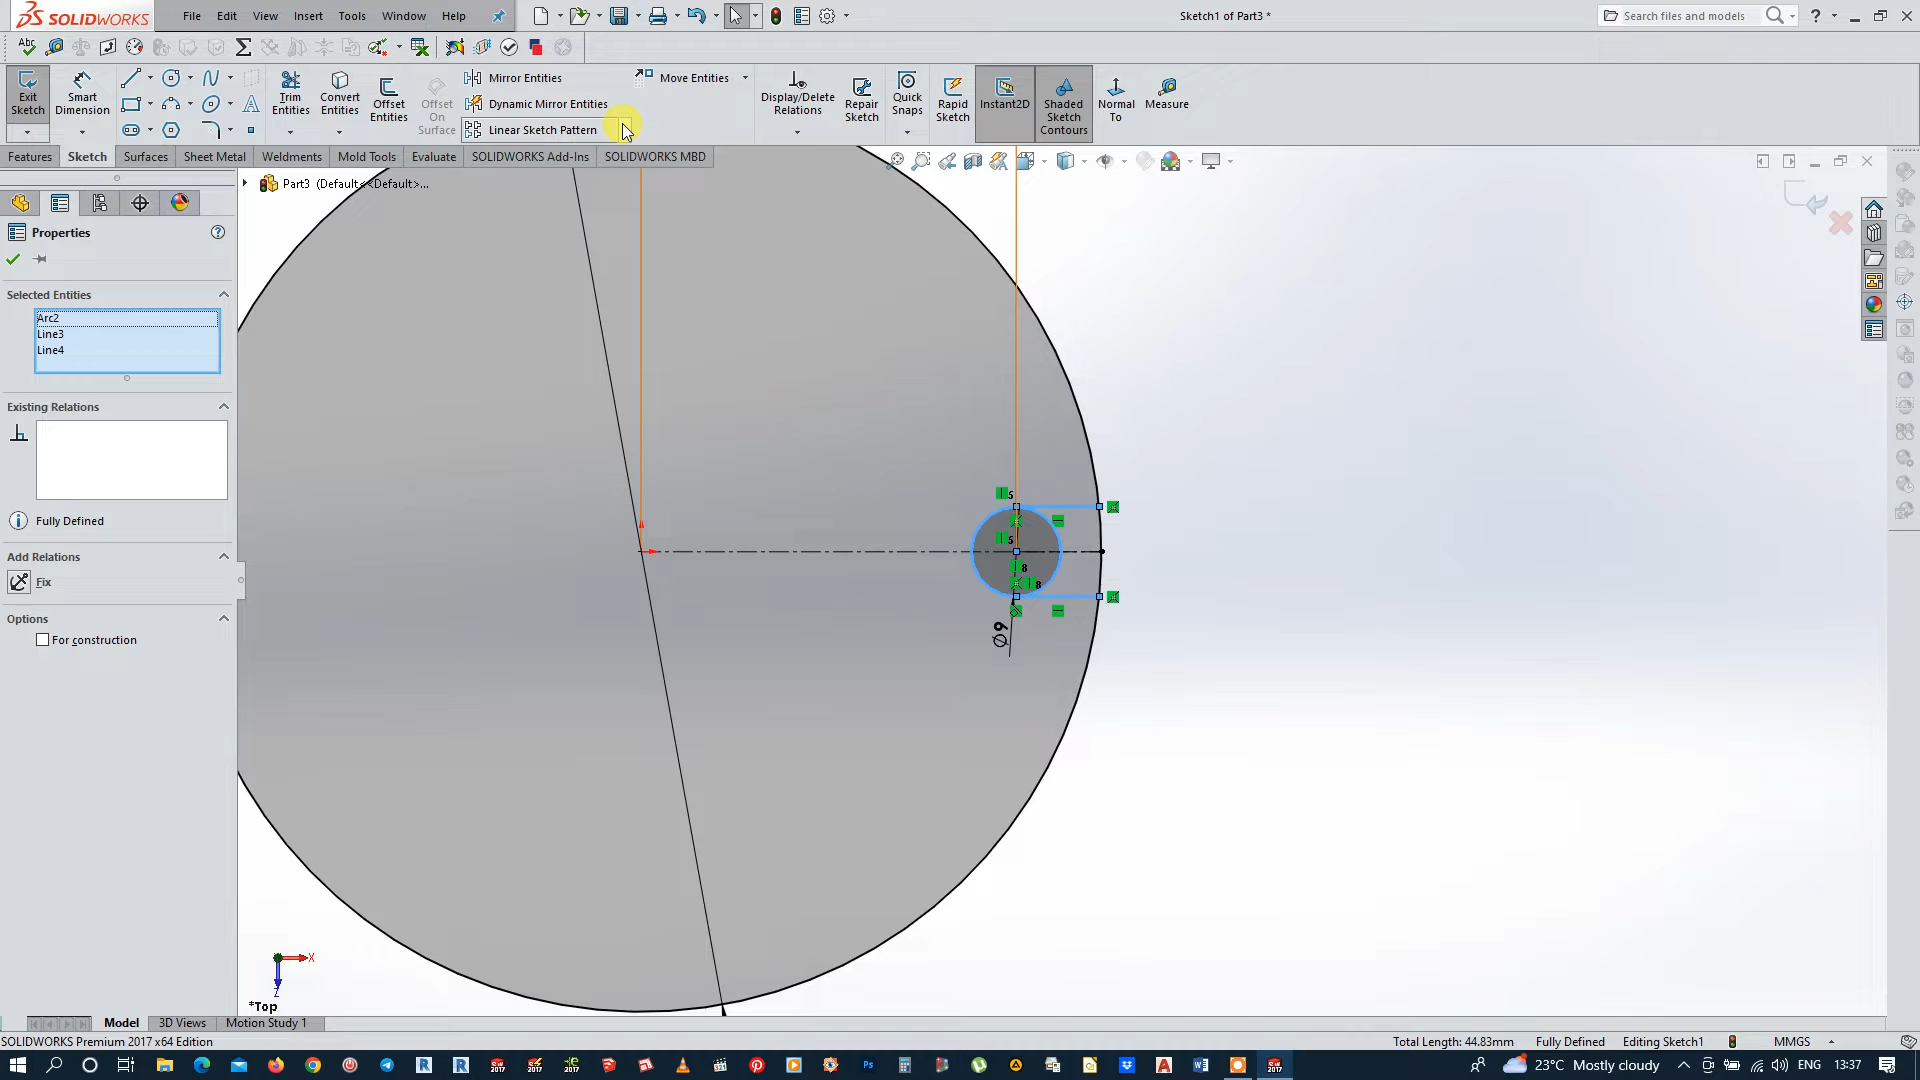 SOLIDWORKS
File Edit View Insert Tools Window Help
Sketch1 of Part3 *
Search files and models
Exit Sketch
Smart Dimension
Trim Entities
Convert Entities
Offset Entities
Offset On Surface
Mirror Entities
Dynamic Mirror Entities
Linear Sketch Pattern
Move Entities
Display/Delete Relations
Repair Sketch
Quick Snaps
Rapid Sketch
Instant2D
Shaded Sketch Contours
Normal To
Measure
Features Sketch Surfaces Sheet Metal Weldments Mold Tools Evaluate SOLIDWORKS Add-Ins SOLIDWORKS MBD
Part3 (Default<<Default>...
Properties
Selected Entities
Arc2
Line3
Line4
Existing Relations
Fully Defined
Add Relations
Fix
Options
For construction
5
5
8
8
Ø9
X
Z
*Top
Model 3D Views Motion Study 1
SOLIDWORKS Premium 2017 x64 Edition
Total Length: 44.83mm Fully Defined Editing Sketch1 MMGS
23°C Mostly cloudy ENG 13:37